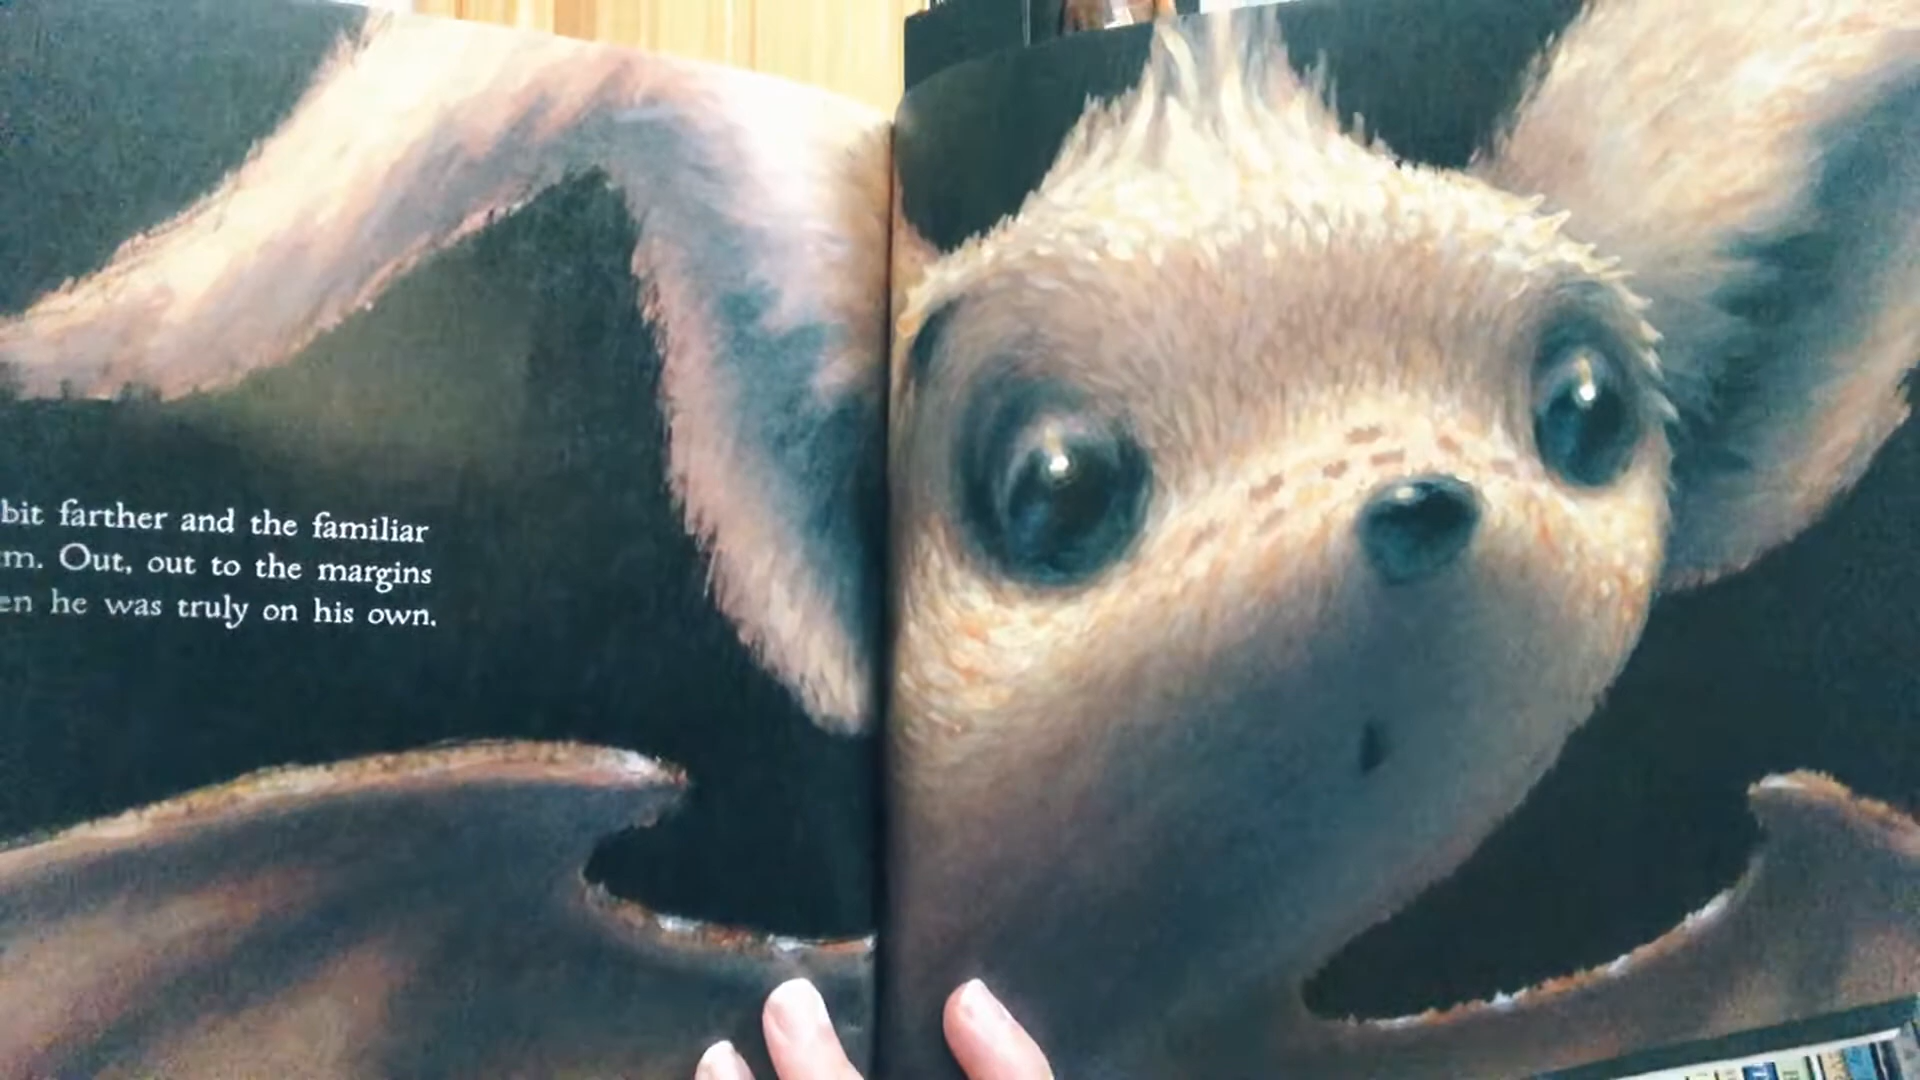 bit farther and the familiar
m. Out, out to the margins
en he was truly on his own.